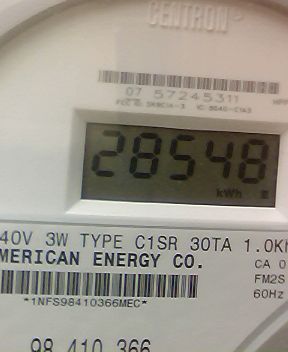 CENTRON®
07 57245311
28548
kWh
40V 3W TYPE C1SR 30TA 1.0Kh
MERICAN ENERGY CO.
CA 0
FM2S
60Hz
*1NFS98410366MEC*
98 410 366